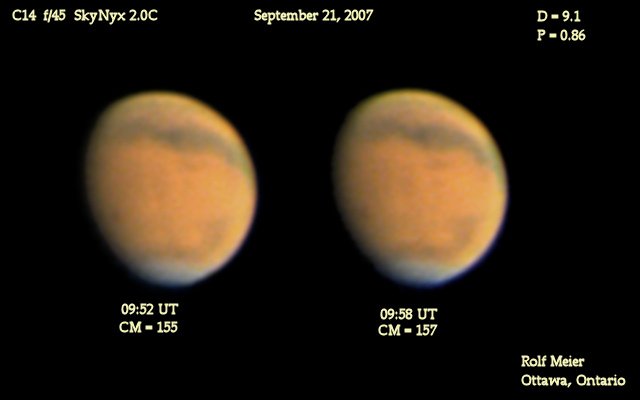 C14 f/45 SkyNyx 2.0C
September 21, 2007
D = 9.1
P = 0.86
09:52 UT
CM = 155
09:58 UT
CM = 157
Rolf Meier
Ottawa, Ontario